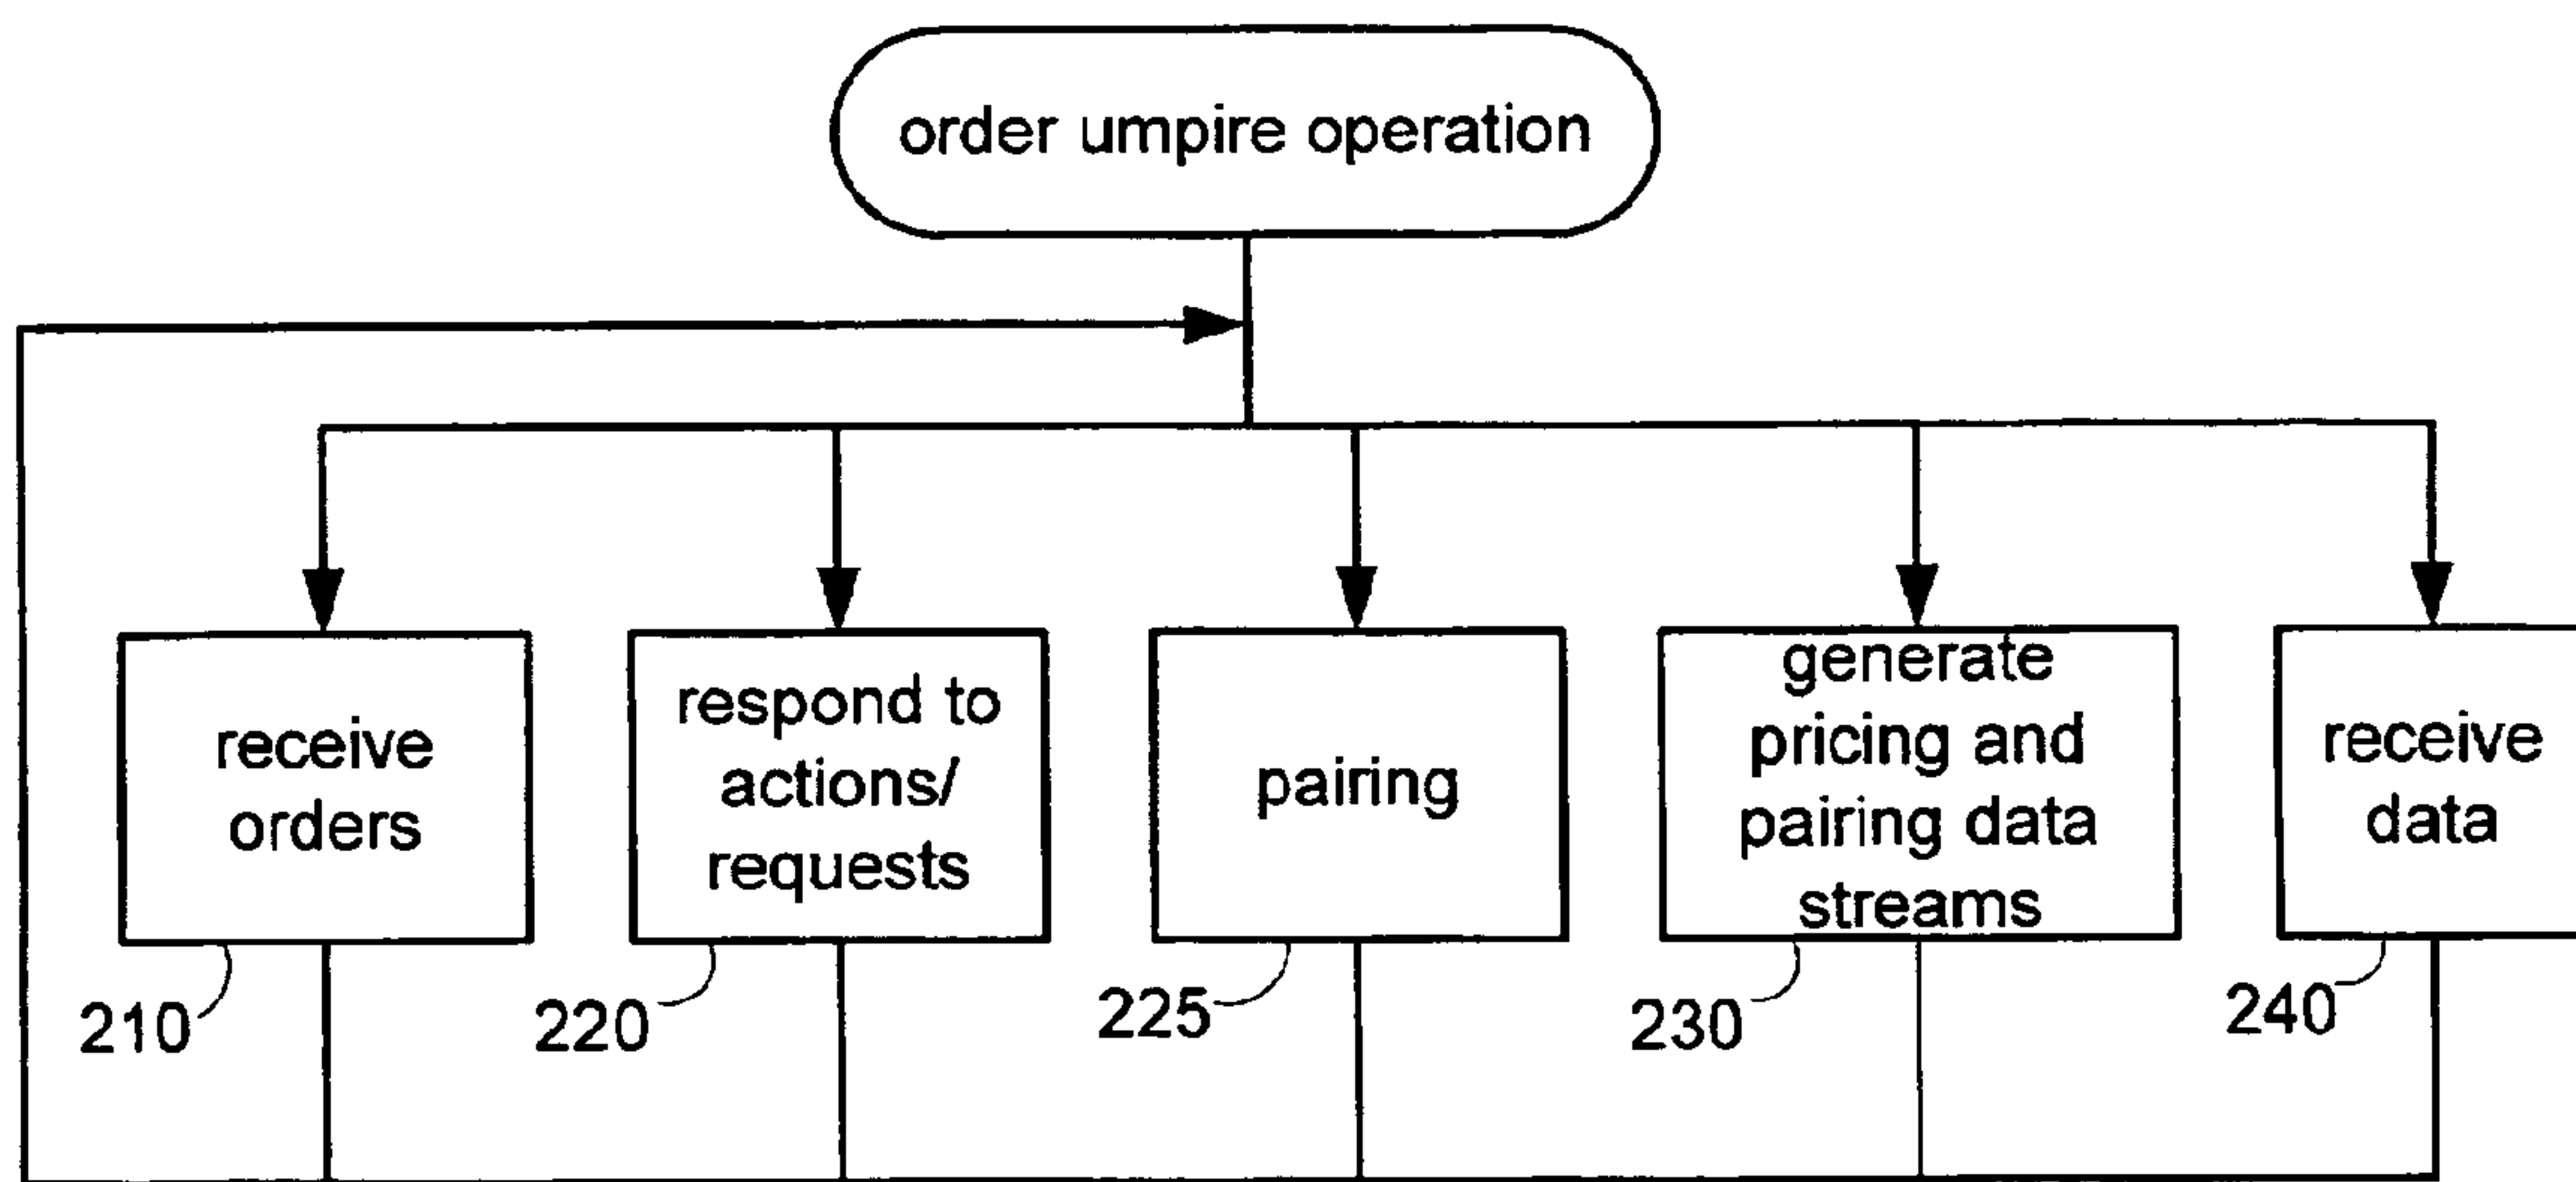 order umpire operation
receive
orders
210
respond to
actions/
requests
220
pairing
225
generate
pricing and
pairing data
streams
230
receive
data
240